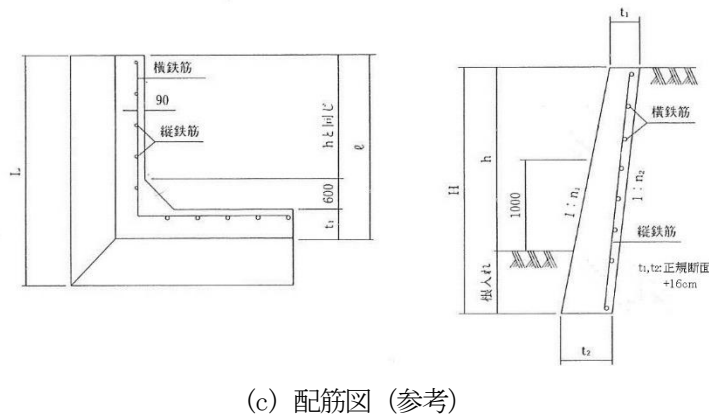 横鉄筋
90
縦鉄筋
L
hと同じ
600
t₁
ℓ
t₁
横鉄筋
h
H
1000
1:n₁
1:n₂
縦鉄筋
根入れ
t₁,t₂:正規断面
+16cm
t₂
(c) 配筋図 (参考)